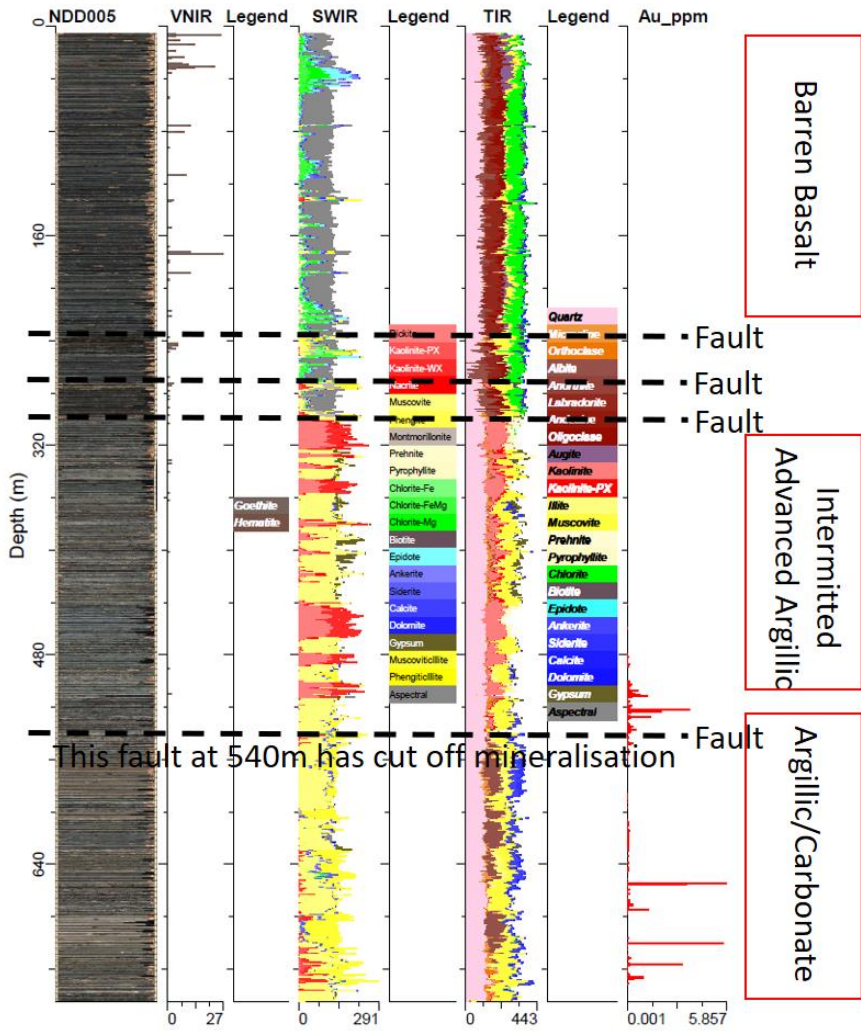 NDD005
VNIR
Legend
SWIR
Legend
TIR
Legend
Au_ppm
0
160
320
480
640
Depth (m)
Goethite
Hematite
Dickite
Kaolinite-PX
Kaolinite-WX
Nacrite
Muscovite
Phengite
Montmorillonite
Prehnite
Pyrophyllite
Chlorite-Fe
Chlorite-FeMg
Chlorite-Mg
Biotite
Epidote
Ankerite
Siderite
Calcite
Dolomite
Gypsum
MuscoviticIllite
PhengiticIllite
Aspectral
Quartz
Orthoclase
Albite
Anorthite
Labradorite
Oligoclase
Augite
Kaolinite
Kaolinite-PX
Illite
Muscovite
Prehnite
Pyrophyllite
Chlorite
Biotite
Epidote
Ankerite
Siderite
Calcite
Dolomite
Gypsum
Aspectral
Fault
Fault
Fault
Fault
This fault at 540m has cut off mineralisation
Barren Basalt
Intermitted
Advanced Argillic
Argillic/Carbonate
0 27
0 291
0 443
0.001 5.857